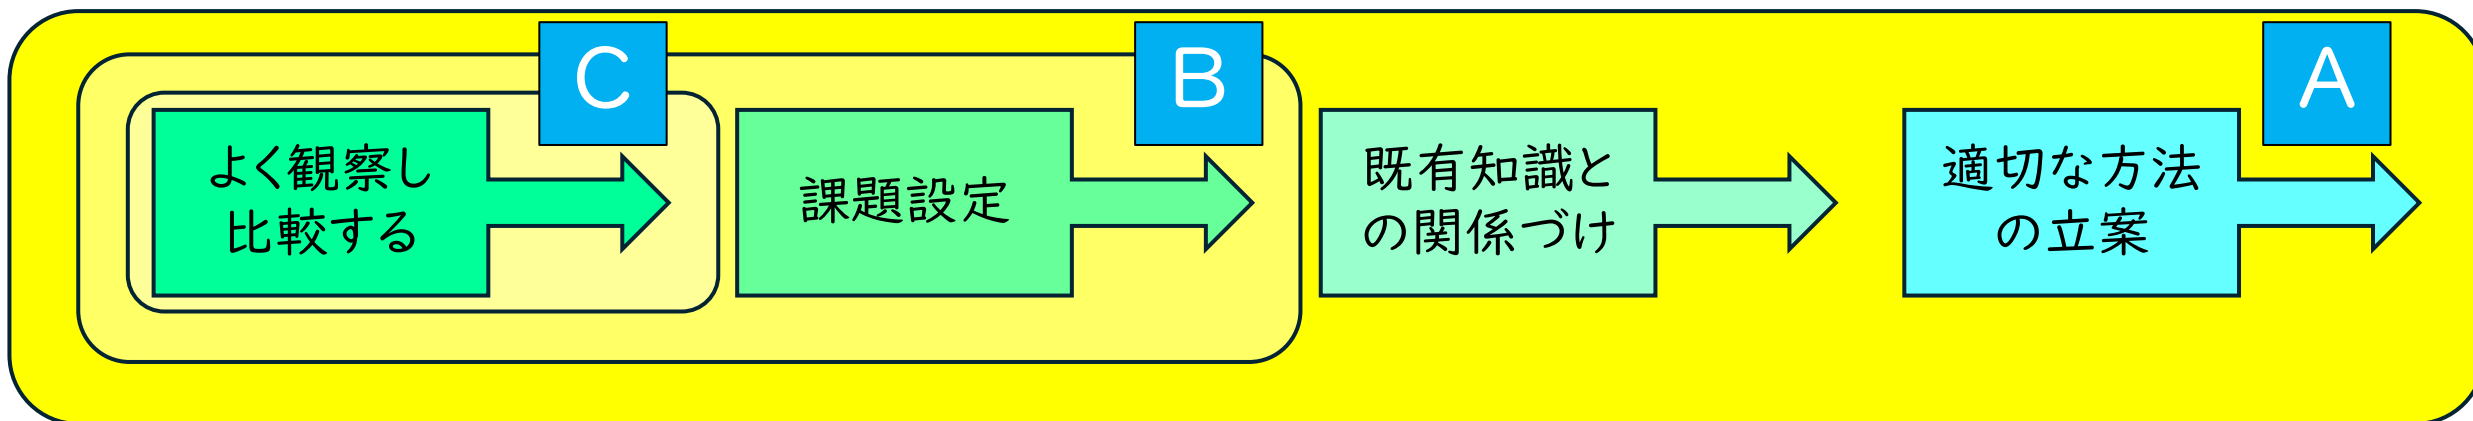 C
B
A
よく観察し
比較する
課題設定
既有知識と
の関係づけ
適切な方法
の立案